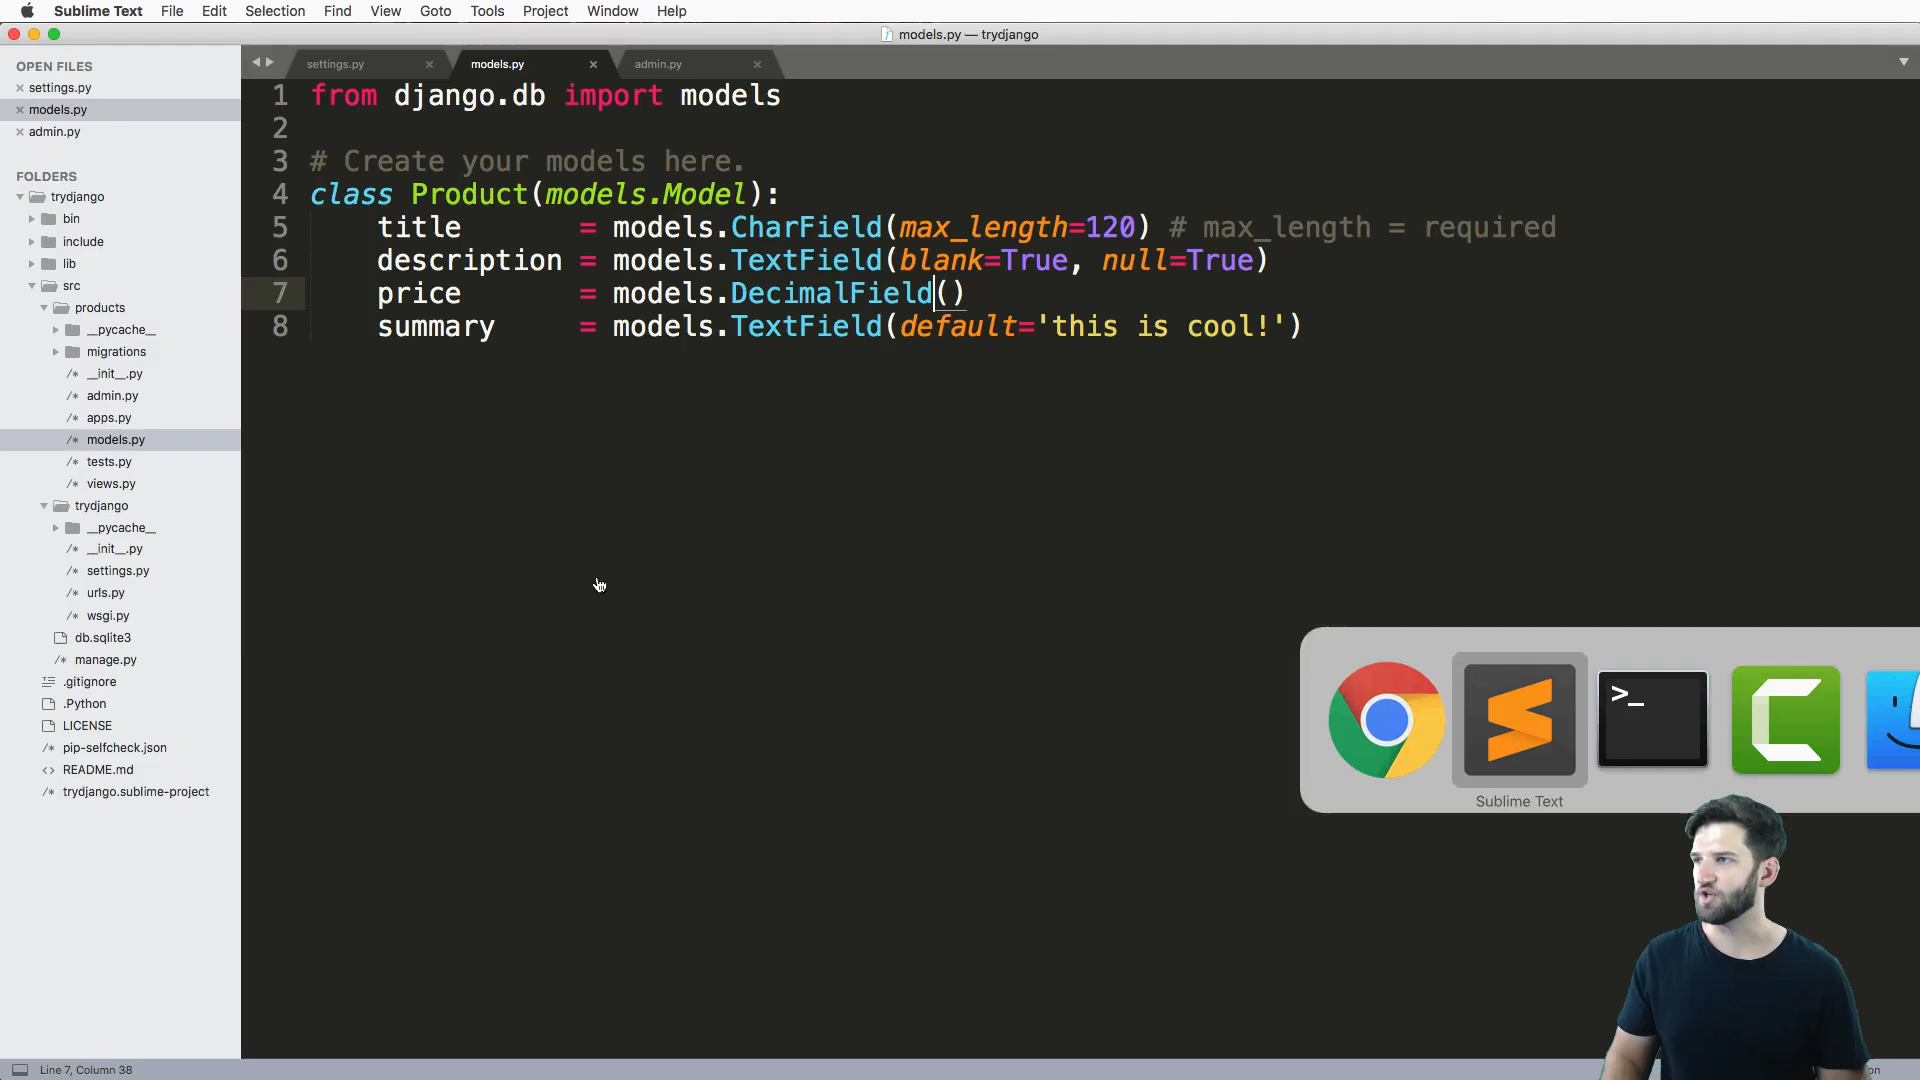 Sublime Text File Edit Selection Find View Goto Tools Project Window Help
models.py — trydjango
OPEN FILES
settings.py
models.py
admin.py
FOLDERS
trydjango
bin
include
lib
src
products
__pycache__
migrations
/* __init__.py
/* admin.py
/* apps.py
/* models.py
/* tests.py
/* views.py
trydjango
__pycache__
/* __init__.py
/* settings.py
/* urls.py
/* wsgi.py
db.sqlite3
/* manage.py
.gitignore
/* .Python
LICENSE
/* pip-selfcheck.json
<> README.md
/* trydjango.sublime-project
settings.py models.py admin.py
1 from django.db import models
2
3 # Create your models here.
4 class Product(models.Model):
5 title = models.CharField(max_length=120) # max_length = required
6 description = models.TextField(blank=True, null=True)
7 price = models.DecimalField()
8 summary = models.TextField(default='this is cool!')
>_
Sublime Text
Line 7, Column 38